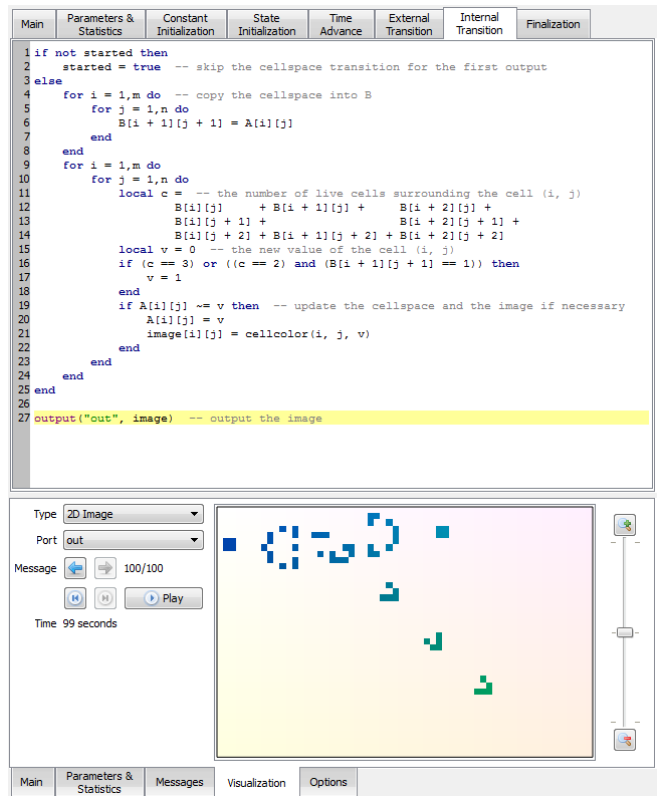 Main Parameters & Statistics Constant Initialization State Initialization Time Advance External Transition Internal Transition Finalization
1 if not started then
2     started = true  -- skip the cellspace transition for the first output
3 else
4     for i = 1,m do  -- copy the cellspace into B
5         for j = 1,n do
6             B[i + 1][j + 1] = A[i][j]
7         end
8     end
9     for i = 1,m do
10         for j = 1,n do
11             local c =  -- the number of live cells surrounding the cell (i, j)
12                     B[i][j]     + B[i + 1][j] +     B[i + 2][j] +
13                     B[i][j + 1] +                   B[i + 2][j + 1] +
14                     B[i][j + 2] + B[i + 1][j + 2] + B[i + 2][j + 2]
15             local v = 0  -- the new value of the cell (i, j)
16             if (c == 3) or ((c == 2) and (B[i + 1][j + 1] == 1)) then
17                 v = 1
18             end
19             if A[i][j] ~= v then  -- update the cellspace and the image if necessary
20                 A[i][j] = v
21                 image[i][j] = cellcolor(i, j, v)
22             end
23         end
24     end
25 end
26
27 output("out", image)  -- output the image
Type 2D Image
Port out
Message 100/100
Play
Time 99 seconds
Main Parameters & Statistics Messages Visualization Options